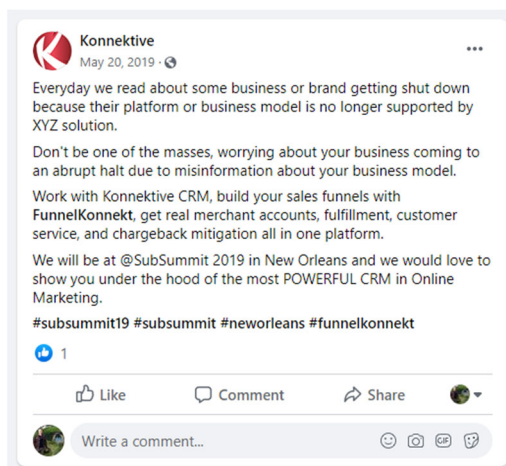 Konnektive
May 20, 2019 ·
Everyday we read about some business or brand getting shut down
because their platform or business model is no longer supported by
XYZ solution.
Don't be one of the masses, worrying about your business coming to
an abrupt halt due to misinformation about your business model.
Work with Konnektive CRM, build your sales funnels with
FunnelKonnekt, get real merchant accounts, fulfillment, customer
service, and chargeback mitigation all in one platform.
We will be at @SubSummit 2019 in New Orleans and we would love to
show you under the hood of the most POWERFUL CRM in Online
Marketing.
#subsummit19 #subsummit #neworleans #funnelkonnekt
1
Like Comment Share
Write a comment... GIF